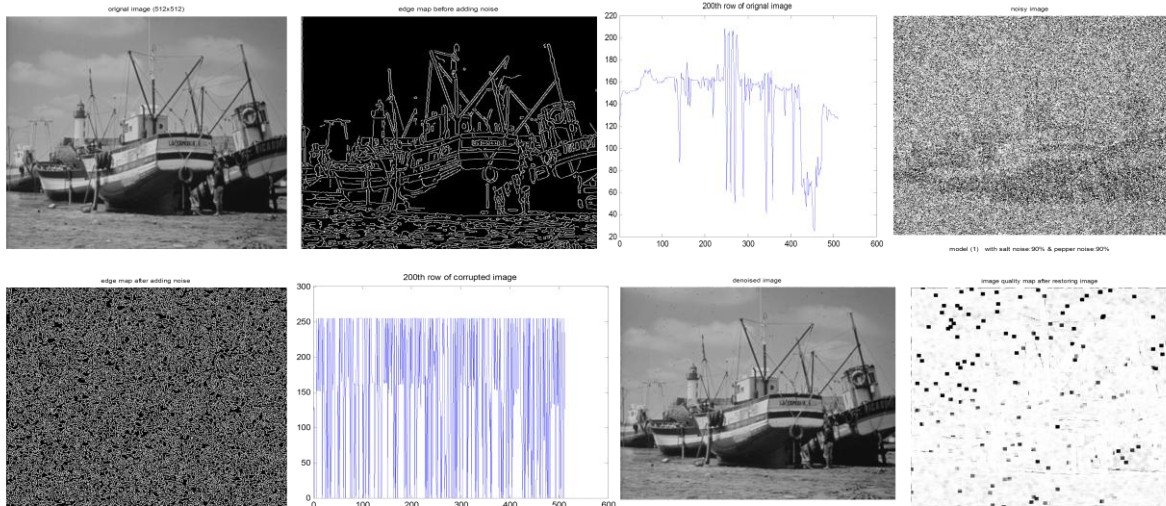 orignal image (512x512)
edge map before adding noise
200th row of orignal image
noisy image
220
200
180
160
140
120
100
80
60
40
20
0 100 200 300 400 500 600
model (1) with salt noise:90% & pepper noise:90%
edge map after adding noise
200th row of corrupted image
denoised image
image quality map after restoring image
300
250
200
150
100
50
0
0 100 200 300 400 500 600